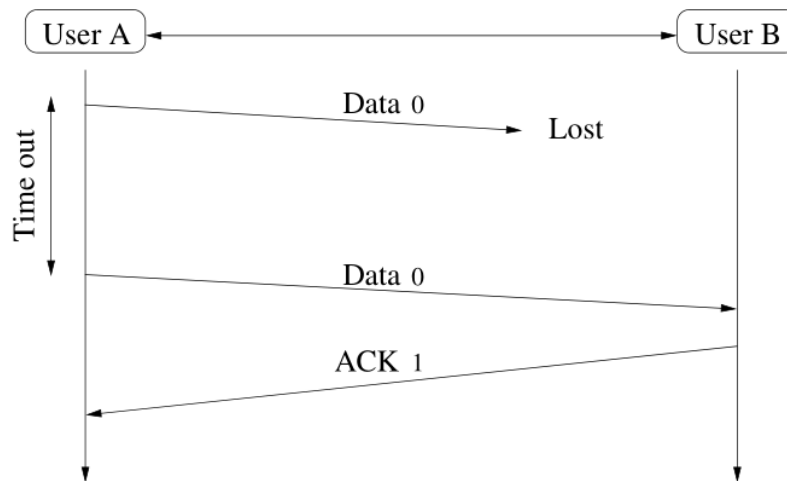 User A
User B
Data 0
Lost
Time out
Data 0
ACK 1